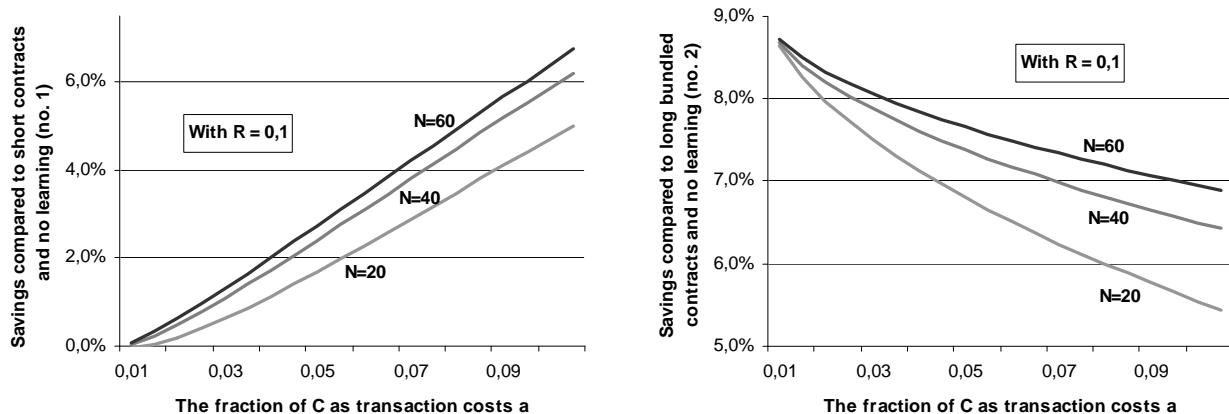 Savings compared to short contracts
and no learning (no. 1)
6,0%
4,0%
2,0%
0,0%
With R = 0,1
N=60
N=40
N=20
0,01
0,03
0,05
0,07
0,09
The fraction of C as transaction costs a
Savings compared to long bundled
contracts and no learning (no. 2)
9,0%
8,0%
7,0%
6,0%
5,0%
With R = 0,1
N=60
N=40
N=20
0,01
0,03
0,05
0,07
0,09
The fraction of C as transaction costs a